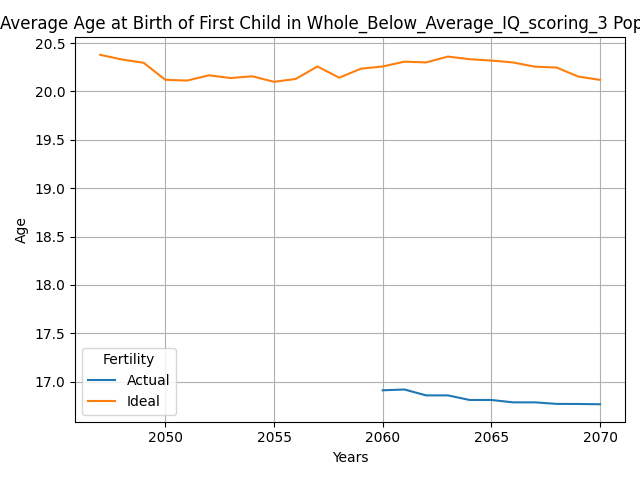 Average Age at Birth of First Child in Whole_Below_Average_IQ_scoring_3 Pop
20.5
20.0
19.5
19.0
18.5
18.0
17.5
17.0
Age
Fertility
Actual
Ideal
2050
2055
2060
2065
2070
Years